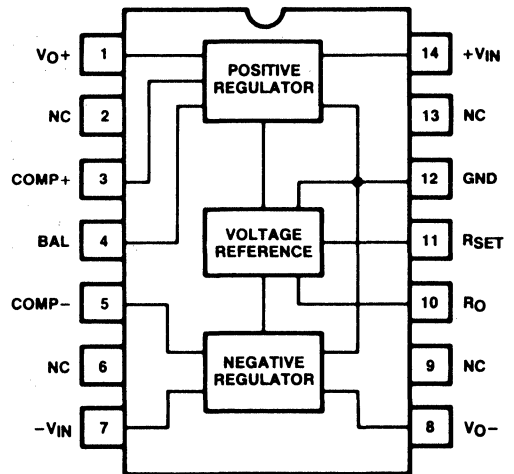 VO+ 1 14 +VIN
POSITIVE
REGULATOR
NC 2 13 NC
COMP+ 3 12 GND
BAL 4 11 RSET
VOLTAGE
REFERENCE
COMP− 5 10 RO
NC 6 9 NC
NEGATIVE
REGULATOR
−VIN 7 8 VO−